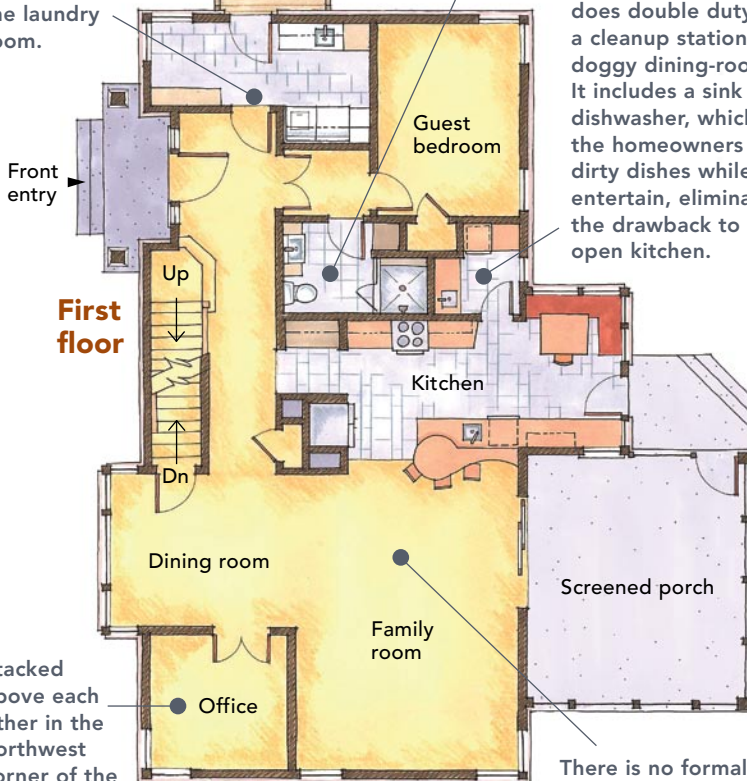 he laundry
oom.
does double duty
a cleanup station
doggy dining-roo
It includes a sink
dishwasher, which
the homeowners
dirty dishes while
entertain, elimina
the drawback to
open kitchen.
Guest
bedroom
Front
entry
Up
First
floor
Kitchen
Dn
Dining room
Screened porch
Family
room
tacked
bove each
ther in the
orthwest
orner of the
Office
There is no formal